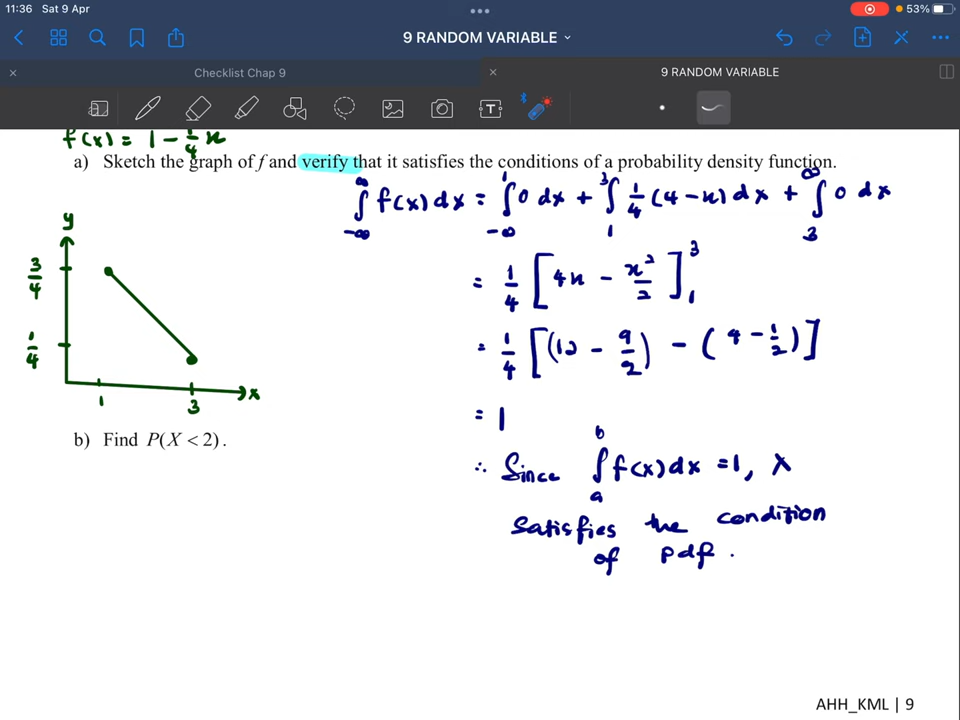 11:36 Sat 9 Apr
53%
9 RANDOM VARIABLE
Checklist Chap 9
9 RANDOM VARIABLE
f(x) = 1 - 1/4 x
a) Sketch the graph of f and verify that it satisfies the conditions of a probability density function.
∫_{-∞}^{∞} f(x) dx = ∫_{-∞}^{1} 0 dx + ∫_{1}^{3} 1/4 (4-x) dx + ∫_{3}^{∞} 0 dx
= 1/4 [4x - x²/2]_{1}^{3}
= 1/4 [(12 - 9/2) - (4 - 1/2)]
= 1
∴ Since ∫_{a}^{b} f(x) dx = 1, X
satisfies the condition
of pdf.
y
3/4
1/4
1
3
x
b) Find P(X < 2).
AHH_KML | 9